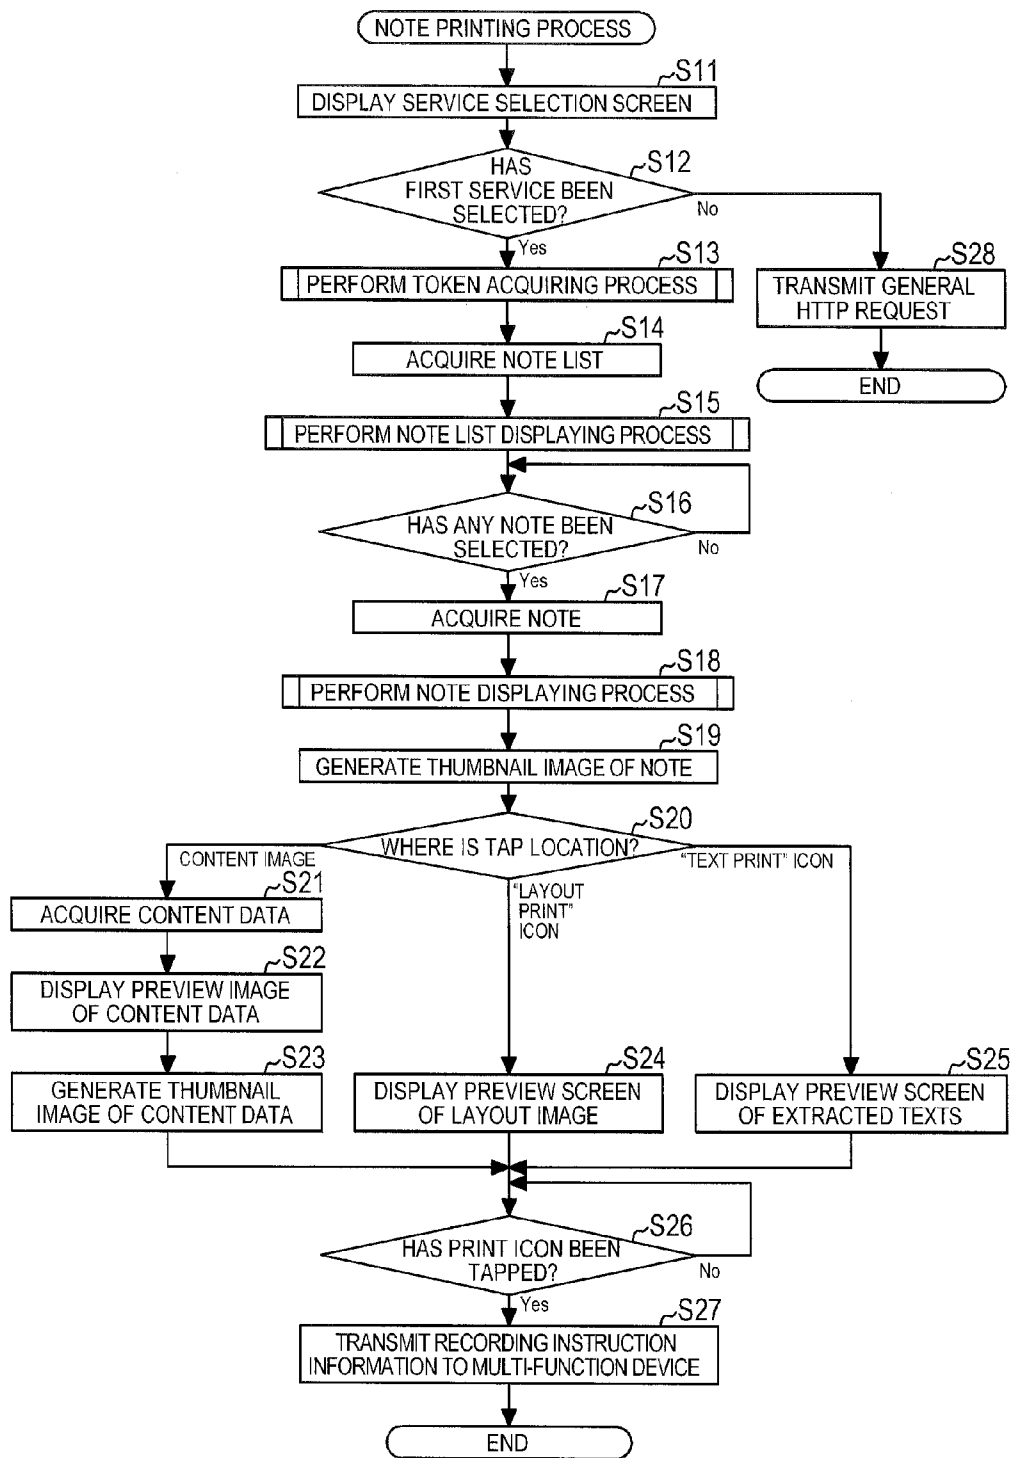 NOTE PRINTING PROCESS
S11
DISPLAY SERVICE SELECTION SCREEN
S12
HAS
FIRST SERVICE BEEN
SELECTED?
No
Yes
S13
PERFORM TOKEN ACQUIRING PROCESS
S28
TRANSMIT GENERAL
HTTP REQUEST
END
S14
ACQUIRE NOTE LIST
S15
PERFORM NOTE LIST DISPLAYING PROCESS
S16
HAS ANY NOTE BEEN
SELECTED?
No
Yes
S17
ACQUIRE NOTE
S18
PERFORM NOTE DISPLAYING PROCESS
S19
GENERATE THUMBNAIL IMAGE OF NOTE
S20
WHERE IS TAP LOCATION?
CONTENT IMAGE
"LAYOUT
PRINT"
ICON
"TEXT PRINT" ICON
S21
ACQUIRE CONTENT DATA
S22
DISPLAY PREVIEW IMAGE
OF CONTENT DATA
S23
GENERATE THUMBNAIL
IMAGE OF CONTENT DATA
S24
DISPLAY PREVIEW SCREEN
OF LAYOUT IMAGE
S25
DISPLAY PREVIEW SCREEN
OF EXTRACTED TEXTS
S26
HAS PRINT ICON BEEN
TAPPED?
No
Yes
S27
TRANSMIT RECORDING INSTRUCTION
INFORMATION TO MULTI-FUNCTION DEVICE
END